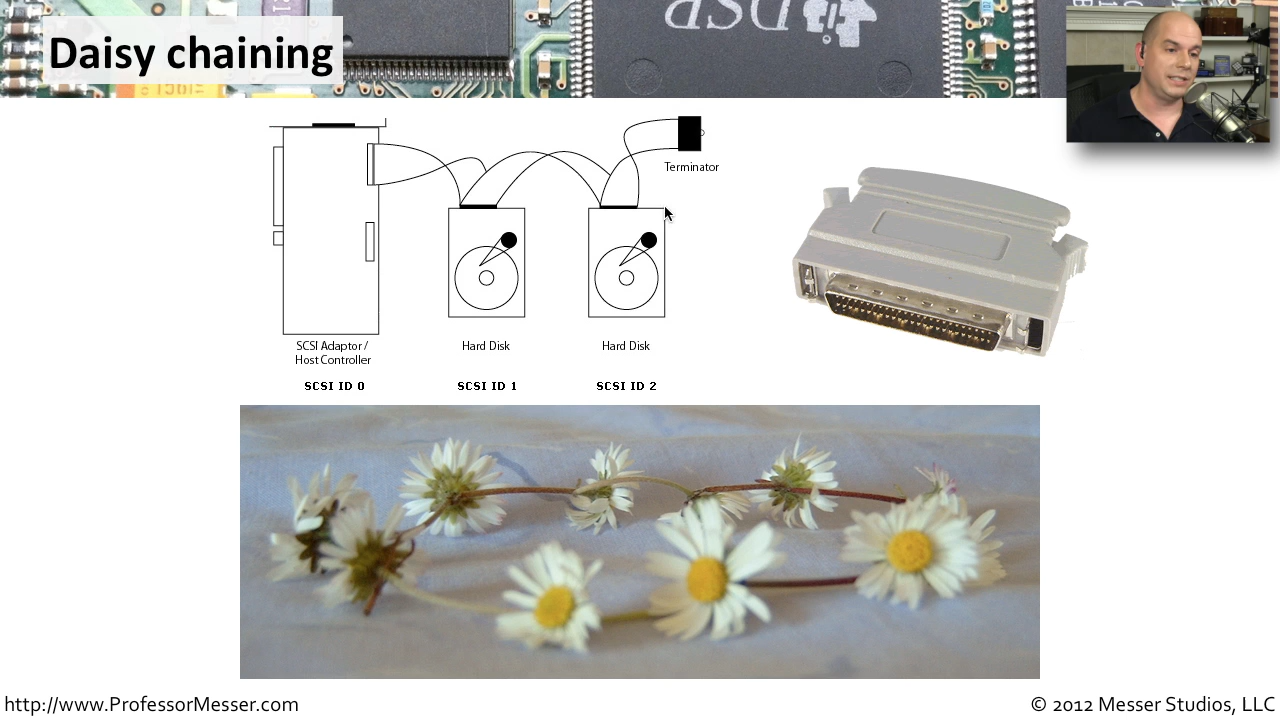 Daisy chaining
DSP
Terminator
SCSI Adaptor /
Host Controller
Hard Disk
Hard Disk
SCSI ID 0
SCSI ID 1
SCSI ID 2
http://www.ProfessorMesser.com
© 2012 Messer Studios, LLC